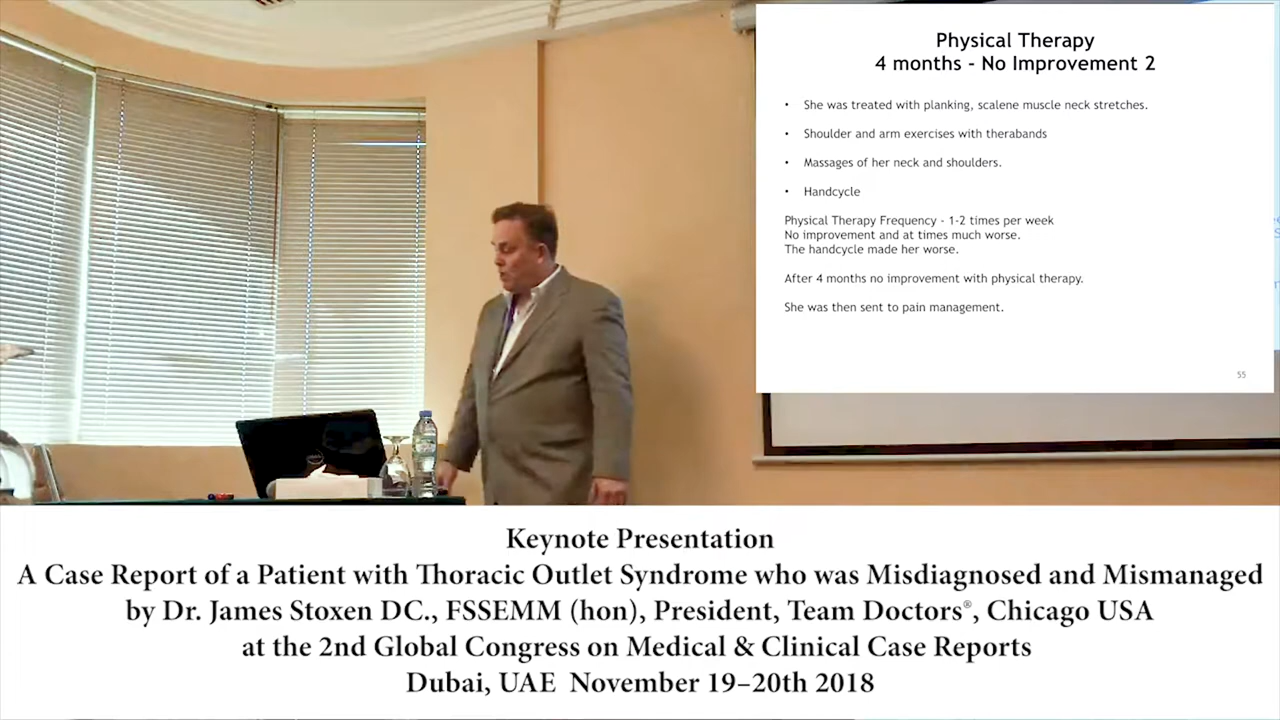 Physical Therapy
4 months - No Improvement 2
• She was treated with planking, scalene muscle neck stretches.
• Shoulder and arm exercises with therabands
• Massages of her neck and shoulders.
• Handcycle
Physical Therapy Frequency - 1-2 times per week
No improvement and at times much worse.
The handcycle made her worse.
After 4 months no improvement with physical therapy.
She was then sent to pain management.
55
DELL
Keynote Presentation
A Case Report of a Patient with Thoracic Outlet Syndrome who was Misdiagnosed and Mismanaged
by Dr. James Stoxen DC., FSSEMM (hon), President, Team Doctors®, Chicago USA
at the 2nd Global Congress on Medical & Clinical Case Reports
Dubai, UAE November 19–20th 2018